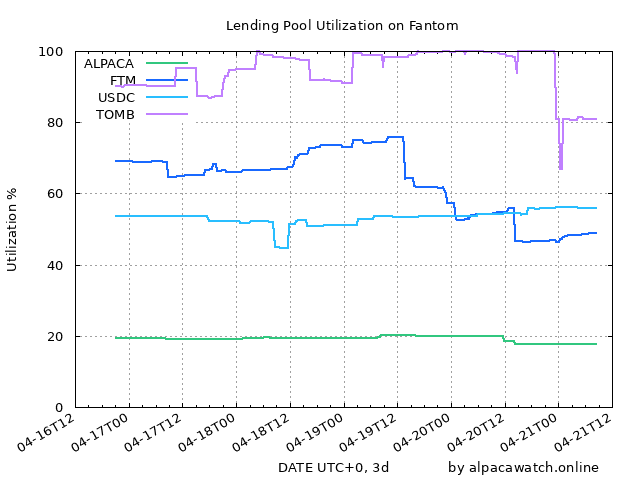 Lending Pool Utilization on Fantom
Utilization %
100
80
60
40
20
0
ALPACA
FTM
USDC
TOMB
04-16T12
04-17T00
04-17T12
04-18T00
04-18T12
04-19T00
04-19T12
04-20T00
04-20T12
04-21T00
04-21T12
DATE UTC+0, 3d
by alpacawatch.online